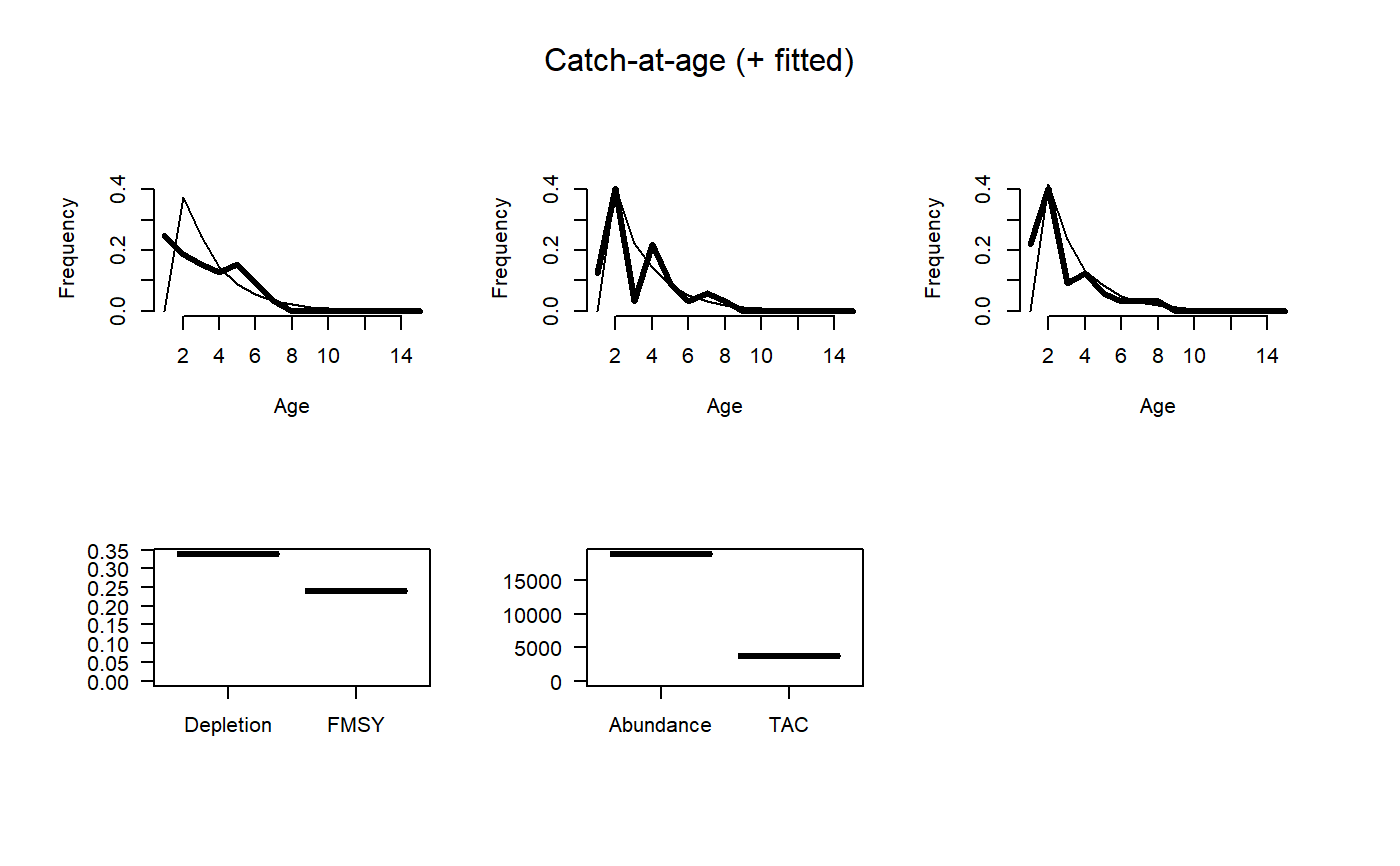 Catch-at-age (+ fitted)
Frequency
0.0 0.2 0.4
2 4 6 8 10 14
Age
Frequency
0.0 0.2 0.4
2 4 6 8 10 14
Age
Frequency
0.0 0.2 0.4
2 4 6 8 10 14
Age
0.35
0.30
0.25
0.20
0.15
0.10
0.05
0.00
Depletion FMSY
15000
10000
5000
0
Abundance TAC